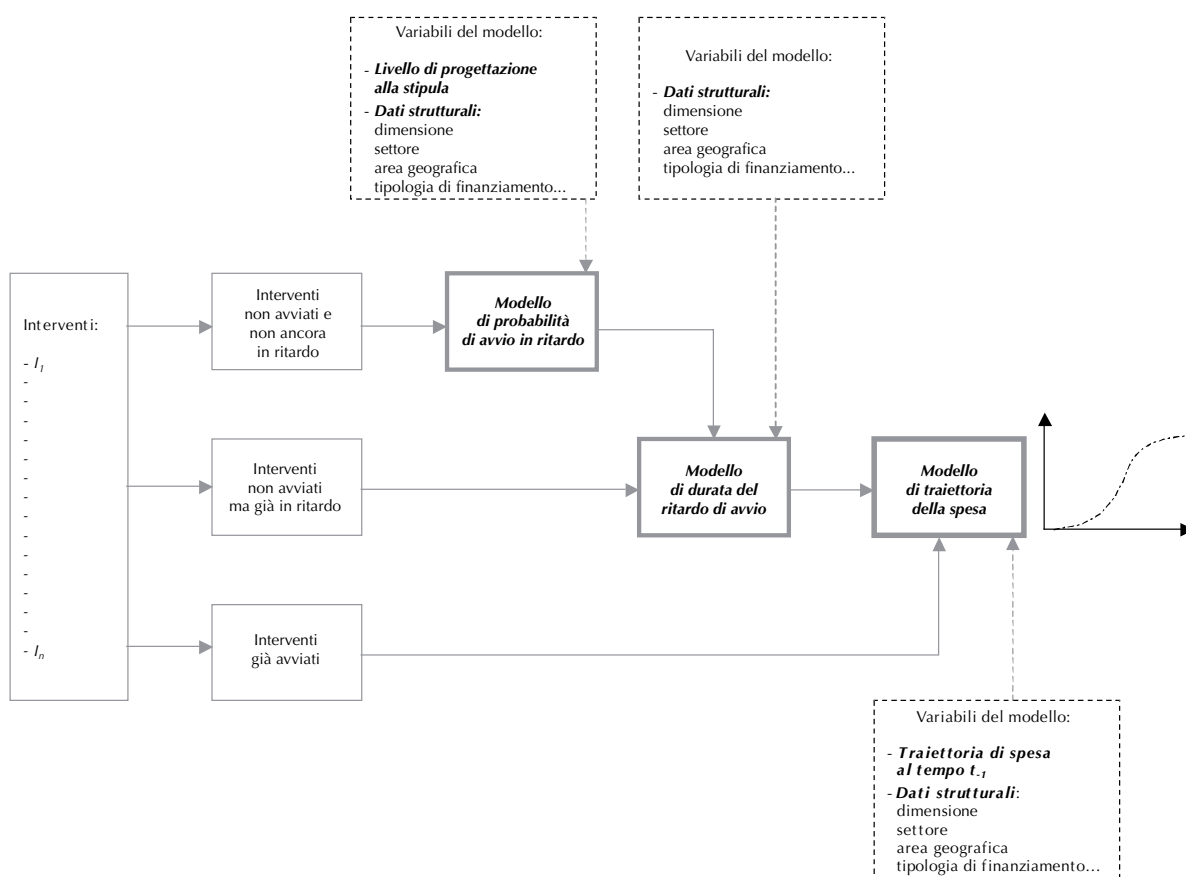 Variabili del modello:
- Livello di progettazione
alla stipula
- Dati strutturali:
dimensione
settore
area geografica
tipologia di finanziamento...
Variabili del modello:
- Dati strutturali:
dimensione
settore
area geografica
tipologia di finanziamento...
Interventi:
- I1
-
-
-
-
-
-
-
-
-
-
-
-
-
-
- In
Interventi
non avviati e
non ancora
in ritardo
Modello
di probabilità
di avvio in ritardo
Interventi
non avviati
ma già in ritardo
Modello
di durata del
ritardo di avvio
Modello
di traiettoria
della spesa
Interventi
già avviati
Variabili del modello:
- Traiettoria di spesa
al tempo t-1
- Dati strutturali:
dimensione
settore
area geografica
tipologia di finanziamento...